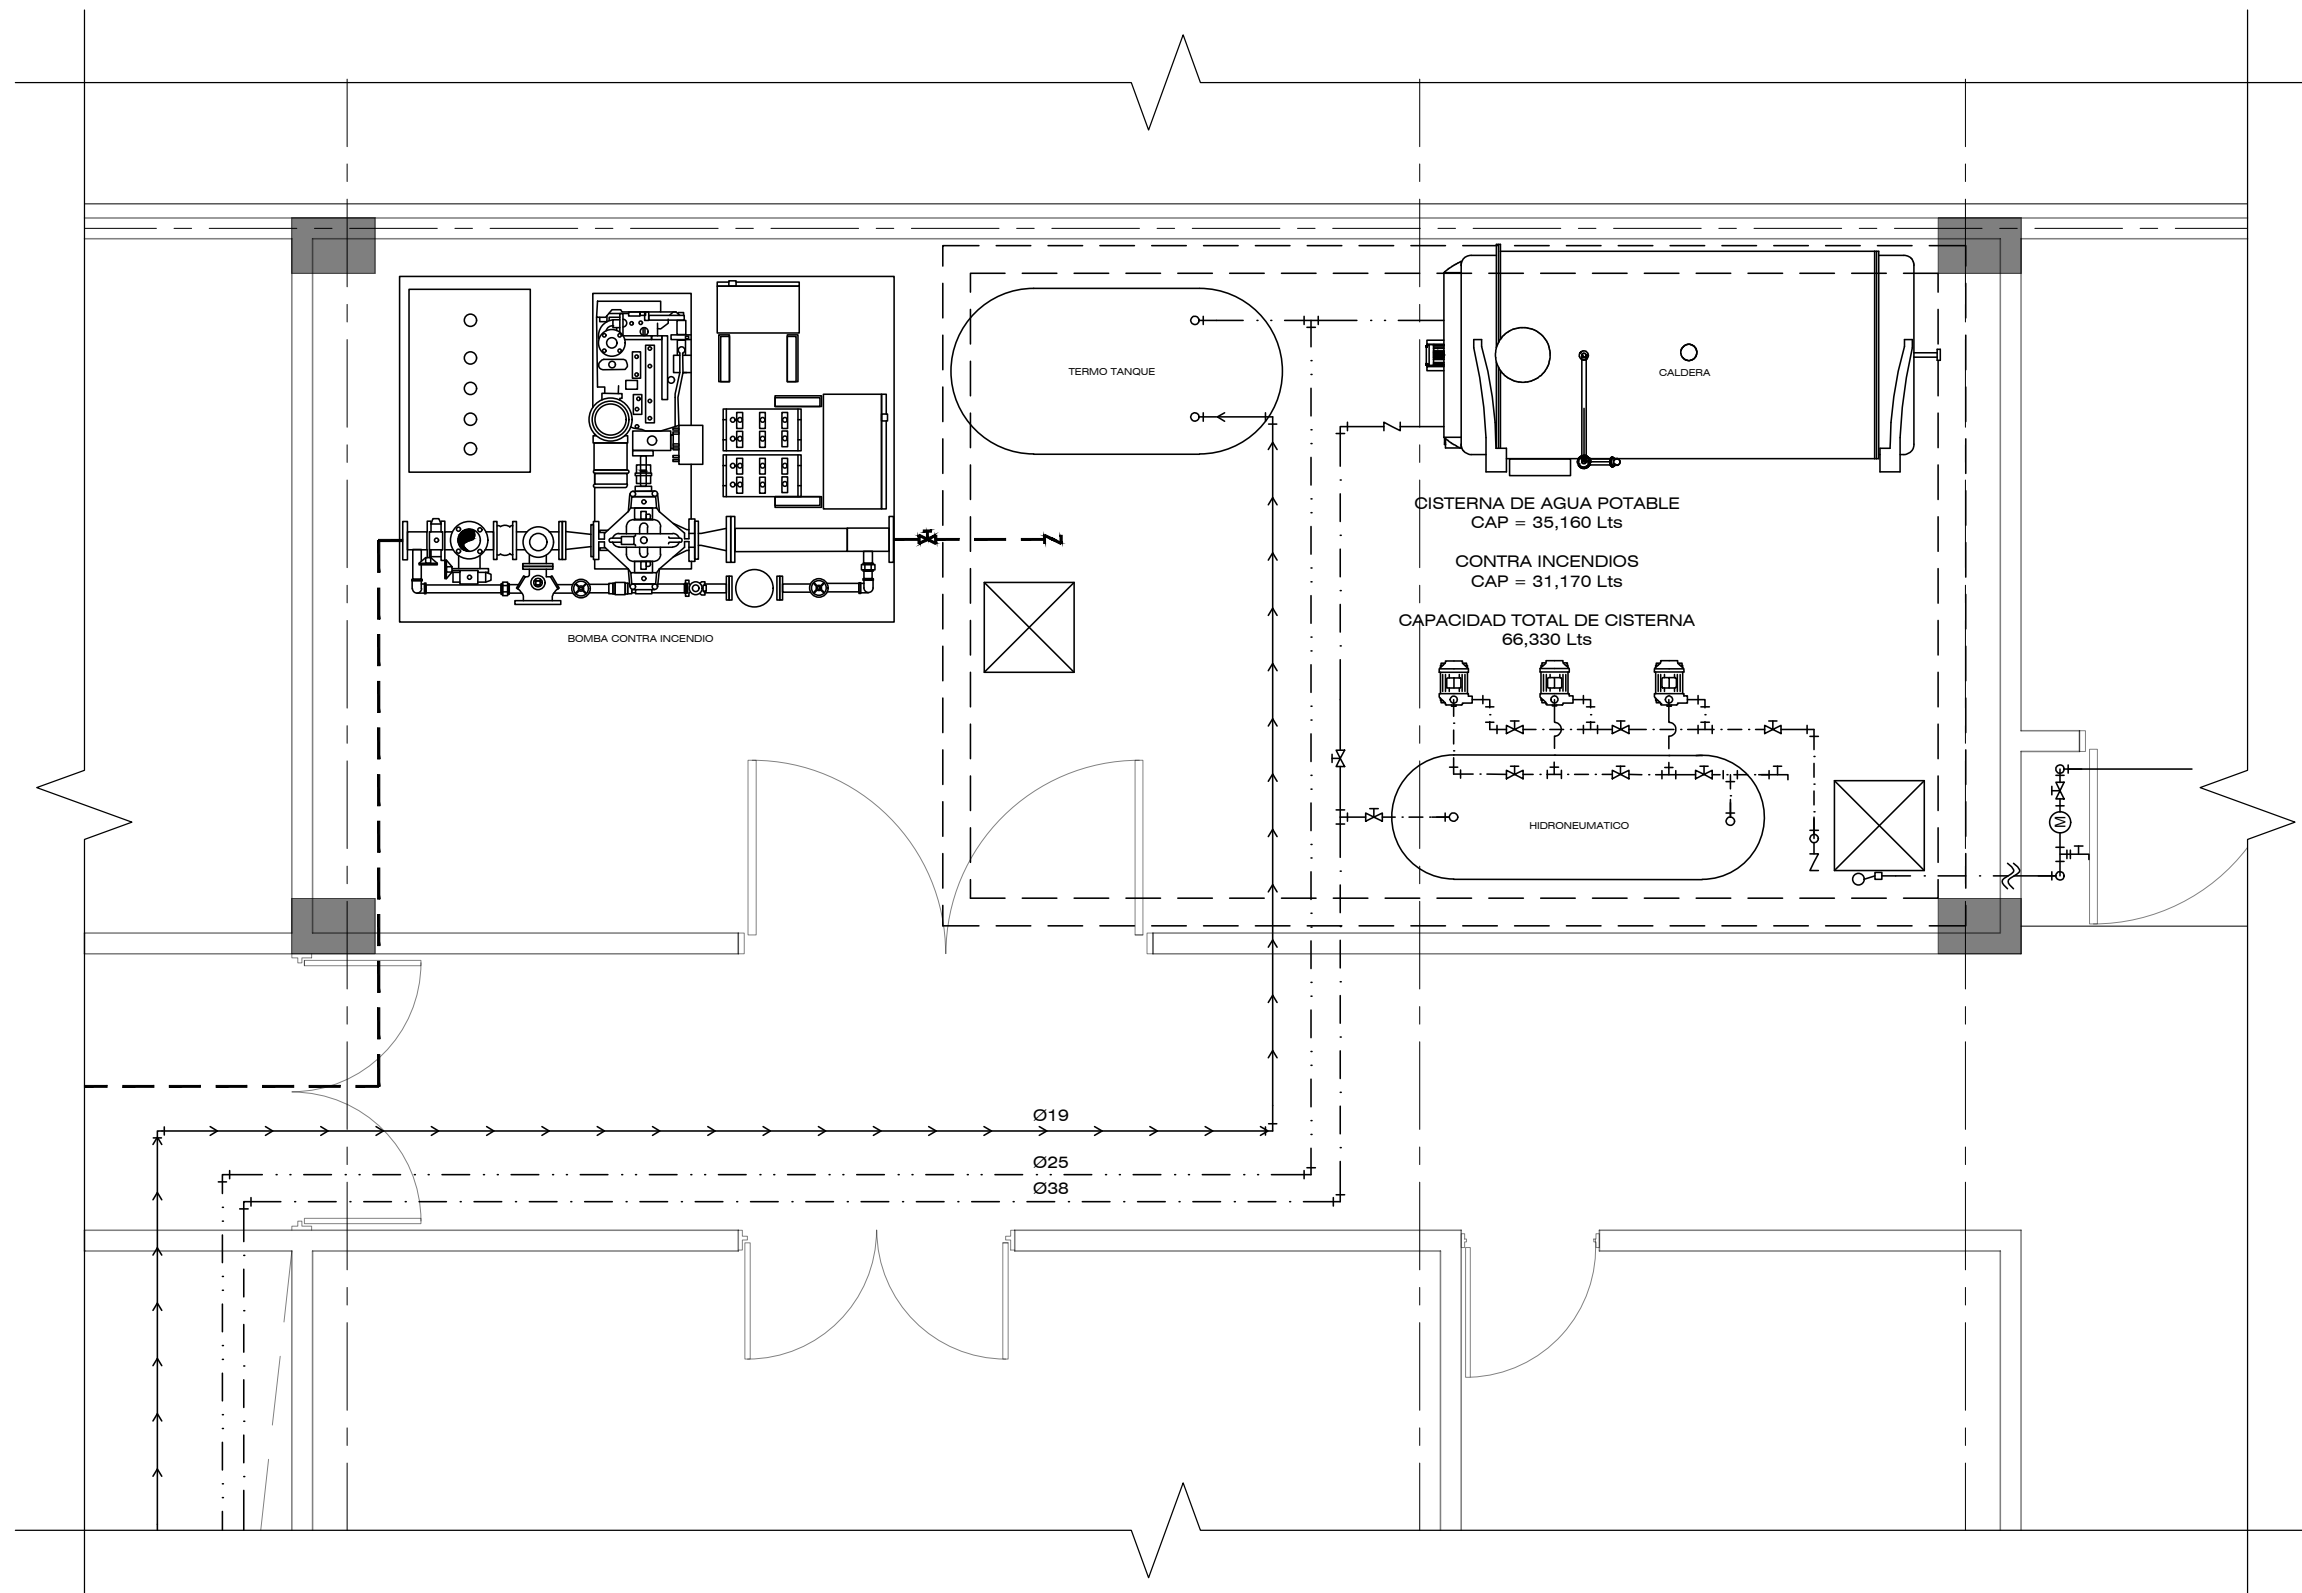 TERMO TANQUE
CALDERA
CISTERNA DE AGUA POTABLE
CAP = 35,160 Lts
CONTRA INCENDIOS
CAP = 31,170 Lts
CAPACIDAD TOTAL DE CISTERNA
66,330 Lts
BOMBA CONTRA INCENDIO
HIDRONEUMATICO
M
Ø19
Ø25
Ø38